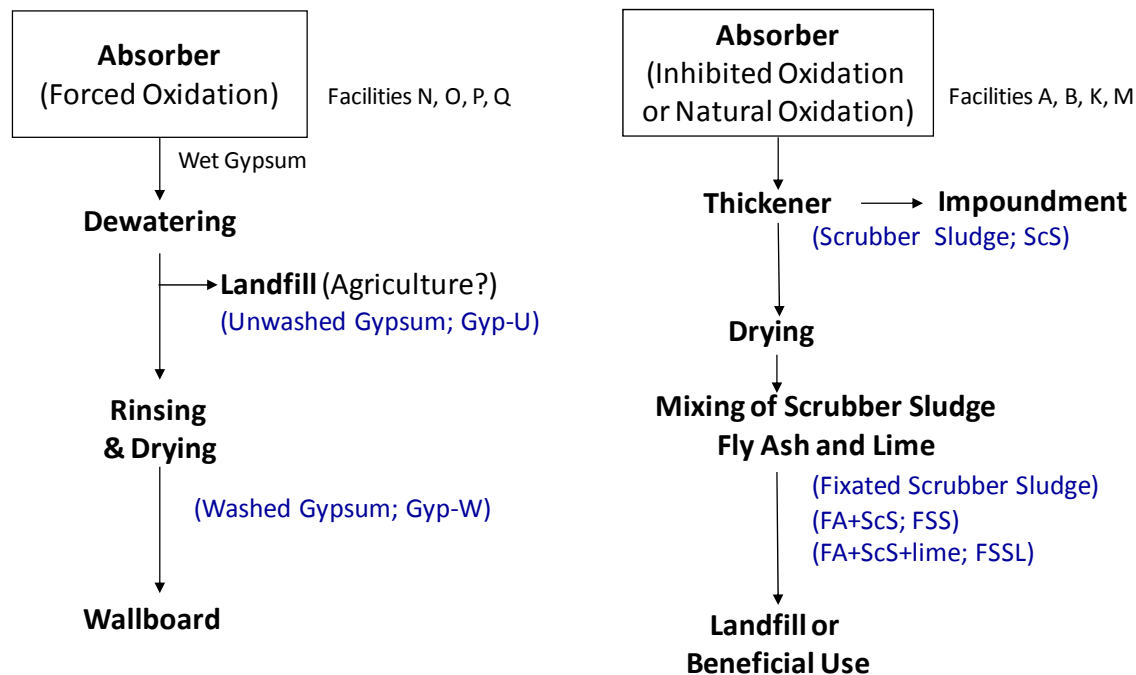 Absorber
(Forced Oxidation)
Facilities N, O, P, Q
Wet Gypsum
Dewatering
Landfill (Agriculture?)
(Unwashed Gypsum; Gyp-U)
Rinsing
& Drying
(Washed Gypsum; Gyp-W)
Wallboard
Absorber
(Inhibited Oxidation
or Natural Oxidation)
Facilities A, B, K, M
Thickener
Impoundment
(Scrubber Sludge; ScS)
Drying
Mixing of Scrubber Sludge
Fly Ash and Lime
(Fixated Scrubber Sludge)
(FA+ScS; FSS)
(FA+ScS+lime; FSSL)
Landfill or
Beneficial Use